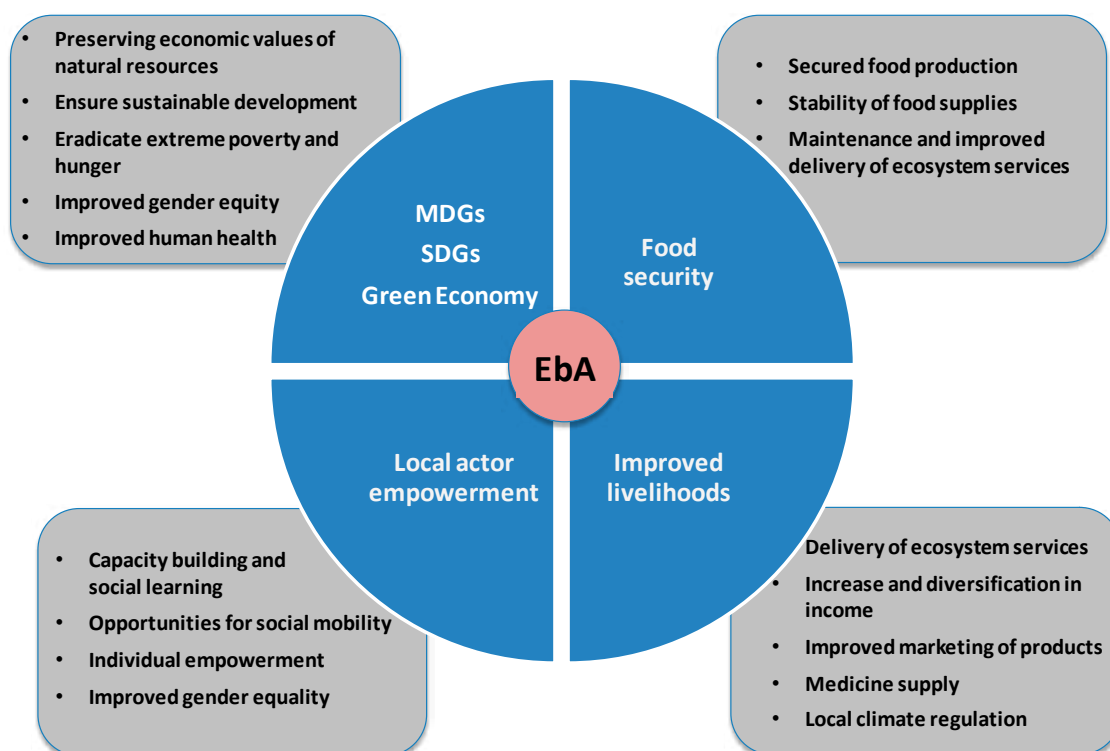 • Preserving economic values of
natural resources
• Ensure sustainable development
• Eradicate extreme poverty and
hunger
• Improved gender equity
• Improved human health
• Secured food production
• Stability of food supplies
• Maintenance and improved
delivery of ecosystem services
MDGs
SDGs
Green Economy
Food
security
EbA
Local actor
empowerment
Improved
livelihoods
• Capacity building and
social learning
• Opportunities for social mobility
• Individual empowerment
• Improved gender equality
Delivery of ecosystem services
• Increase and diversification in
income
• Improved marketing of products
• Medicine supply
• Local climate regulation